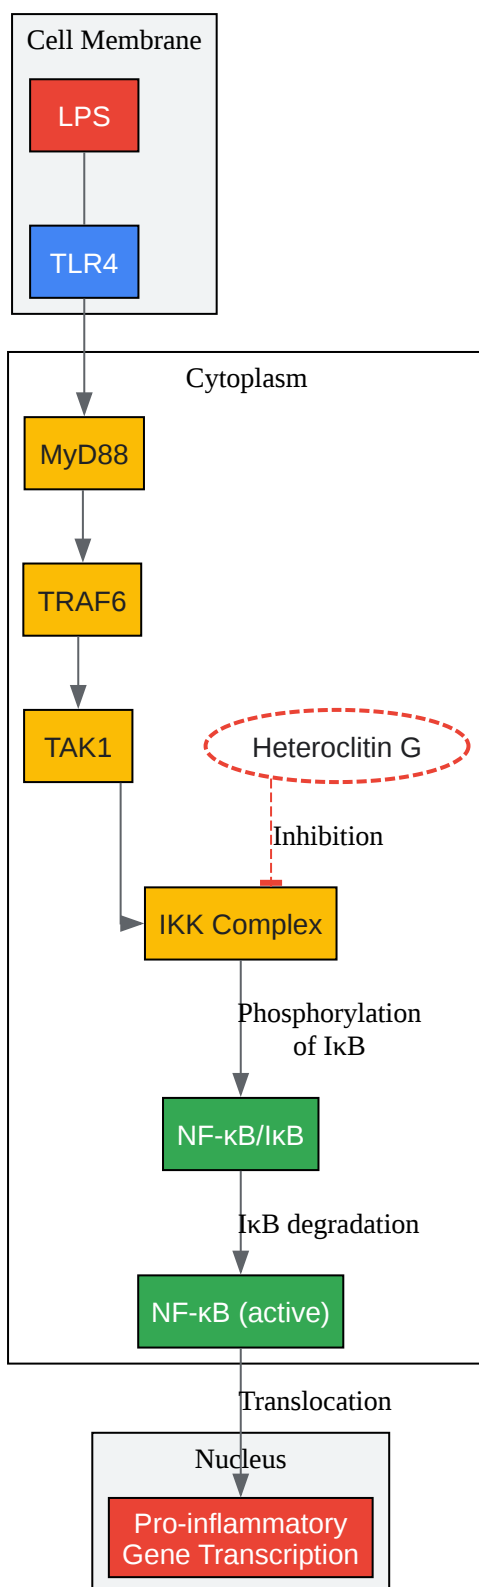 Cell Membrane
LPS
TLR4
Cytoplasm
MyD88
TRAF6
TAK1
Heteroclitin G
Inhibition
IKK Complex
Phosphorylation
of IκB
NF-κB/IκB
IκB degradation
NF-κB (active)
Translocation
Nucleus
Pro-inflammatory
Gene Transcription